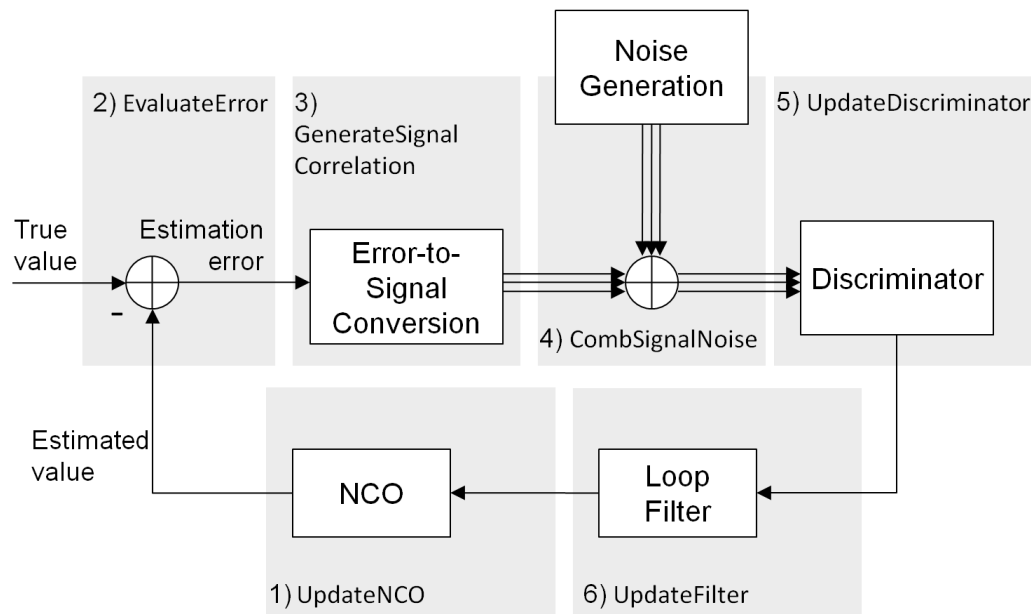 Noise
Generation
2) EvaluateError
3)
GenerateSignal
Correlation
5) UpdateDiscriminator
True
value
Estimation
error
-
Error-to-
Signal
Conversion
Discriminator
4) CombSignalNoise
Estimated
value
NCO
Loop
Filter
1) UpdateNCO
6) UpdateFilter